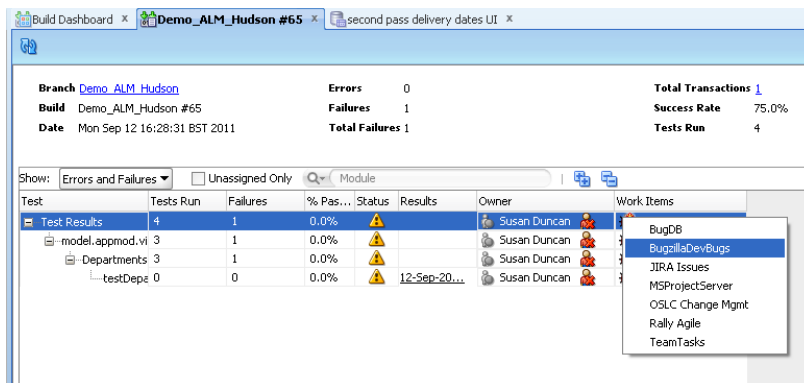 Build Dashboard x Demo_ALM_Hudson #65 x second pass delivery dates UI x
Branch Demo_ALM_Hudson Errors 0 Total Transactions 1
Build Demo_ALM_Hudson #65 Failures 1 Success Rate 75.0%
Date Mon Sep 12 16:28:31 BST 2011 Total Failures 1 Tests Run 4
Show: Errors and Failures Unassigned Only Module
Test Tests Run Failures % Pas... Status Results Owner Work Items
Test Results 4 1 0.0% Susan Duncan
model.appmod.vi 3 1 0.0% Susan Duncan
Departments 3 1 0.0% Susan Duncan
testDepa 0 0 0.0% 12-Sep-20... Susan Duncan
BugDB
BugzillaDevBugs
JIRA Issues
MSProjectServer
OSLC Change Mgmt
Rally Agile
TeamTasks